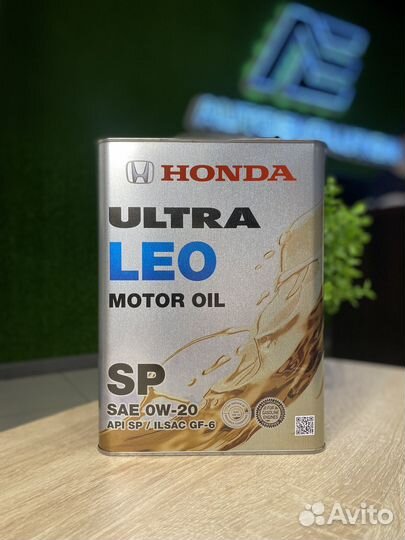 HONDA
ULTRA
LEO
MOTOR OIL
SP
SAE 0W-20
API SP / ILSAC GF-6
Avito